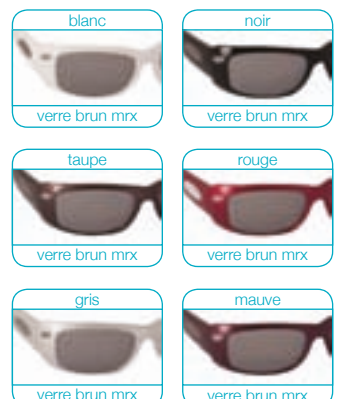 blanc
noir
verre brun mrx
verre brun mrx
taupe
rouge
verre brun mrx
verre brun mrx
gris
mauve
verre brun mrx
verre brun mrx